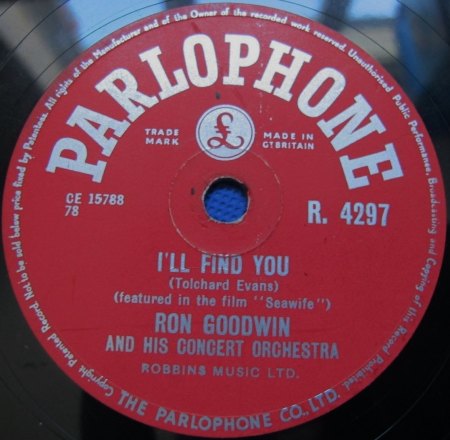 PARLOPHONE
TRADE MARK
£
MADE IN GT BRITAIN
CE 15788
78
R. 4297
I'LL FIND YOU
(Tolchard Evans)
(featured in the film "Seawife")
RON GOODWIN
AND HIS CONCERT ORCHESTRA
ROBBINS MUSIC LTD.
THE PARLOPHONE CO., LTD.
All rights of the Manufacturer and of the Owner of the recorded work reserved. Unauthorised Public Performance, Broadcasting and Copying of this Record Prohibited. Copyright. Patented Record Not to be sold below price fixed by Patentees.